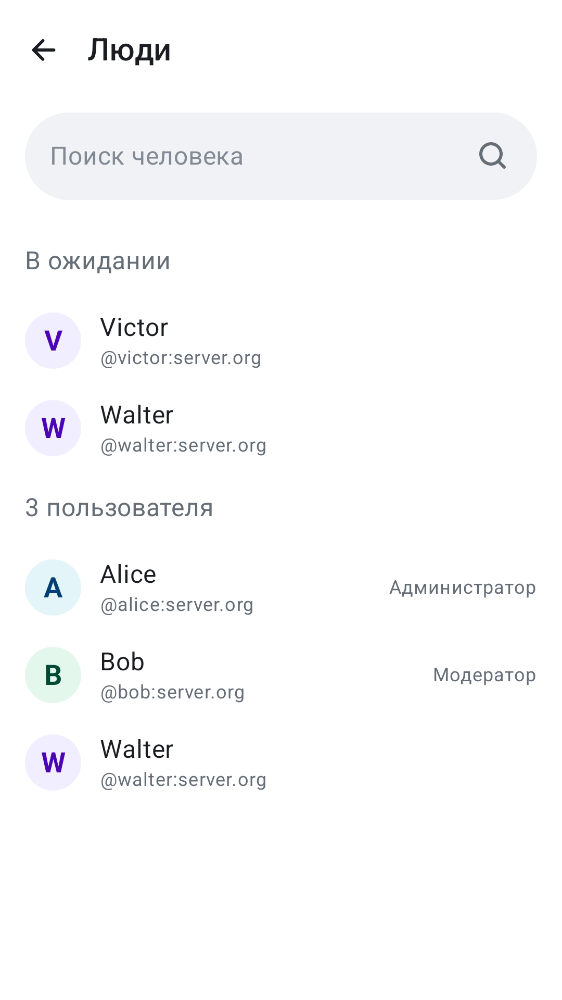 Люди
Поиск человека
В ожидании
V
Victor
@victor:server.org
W
Walter
@walter:server.org
3 пользователя
A
Alice
@alice:server.org
Администратор
B
Bob
@bob:server.org
Модератор
W
Walter
@walter:server.org